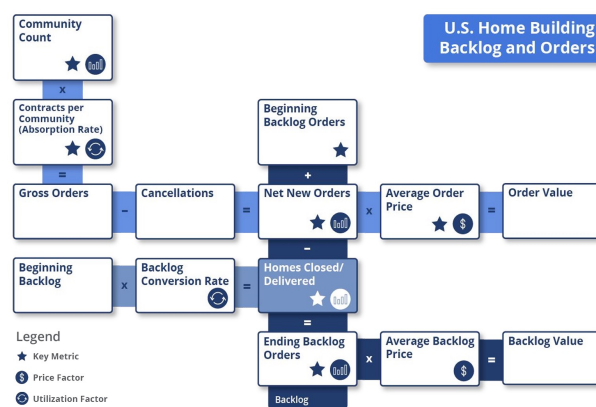 U.S. Home Building
Backlog and Orders
Community
Count
x
Contracts per
Community
(Absorption Rate)
=
Beginning
Backlog Orders
+
Gross Orders
-
Cancellations
=
Net New Orders
x
Average Order
Price
$
=
Order Value
-
Beginning
Backlog
x
Backlog
Conversion Rate
=
Homes Closed/
Delivered
=
Ending Backlog
Orders
x
Average Backlog
Price
$
=
Backlog Value
Backlog
Legend
Key Metric
$ Price Factor
Utilization Factor